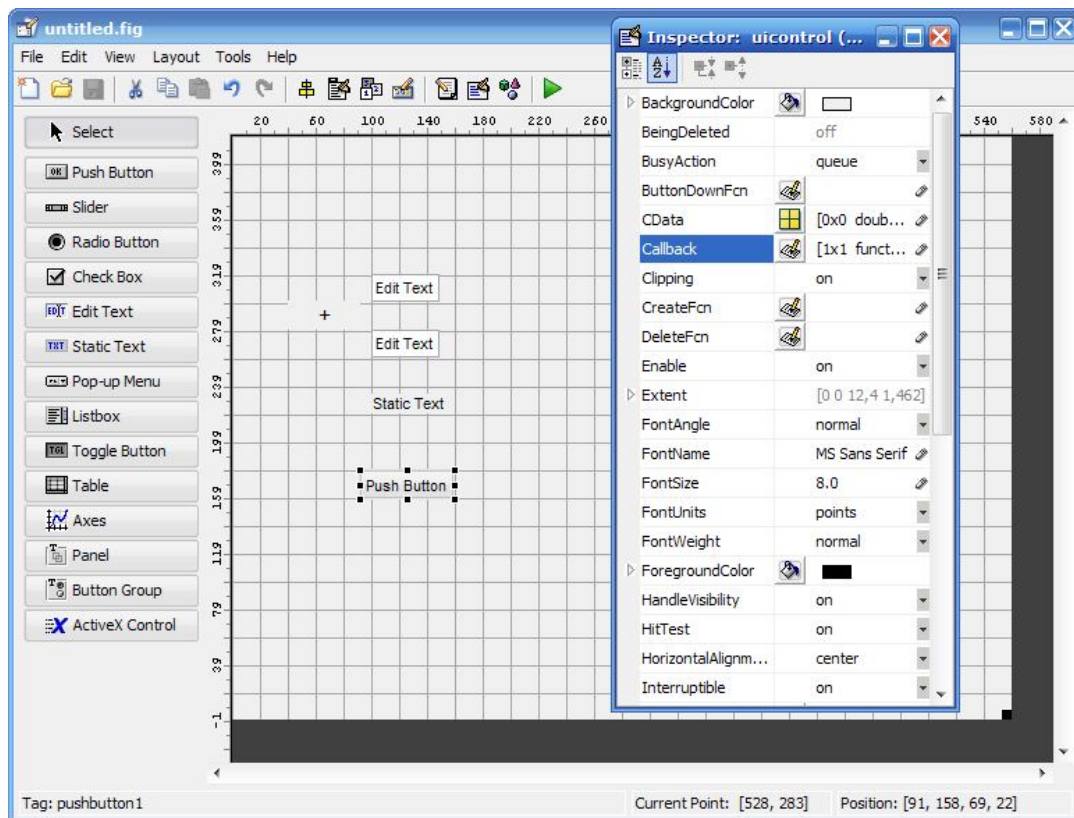 untitled.fig
File Edit View Layout Tools Help
Select
Push Button
Slider
Radio Button
Check Box
Edit Text
Static Text
Pop-up Menu
Listbox
Toggle Button
Table
Axes
Panel
Button Group
ActiveX Control
OK
EDIT
TXT
TGL
20 60 100 140 180 220 260 540 580
399
359
319
279
239
199
159
119
79
39
-1
Edit Text
+
Edit Text
Static Text
Push Button
Inspector: uicontrol (...
BackgroundColor
BeingDeleted off
BusyAction queue
ButtonDownFcn
CData [0x0 doub...
Callback [1x1 funct...
Clipping on
CreateFcn
DeleteFcn
Enable on
Extent [0 0 12,4 1,462]
FontAngle normal
FontName MS Sans Serif
FontSize 8.0
FontUnits points
FontWeight normal
ForegroundColor
HandleVisibility on
HitTest on
HorizontalAlignm... center
Interruptible on
Tag: pushbutton1
Current Point: [528, 283] Position: [91, 158, 69, 22]